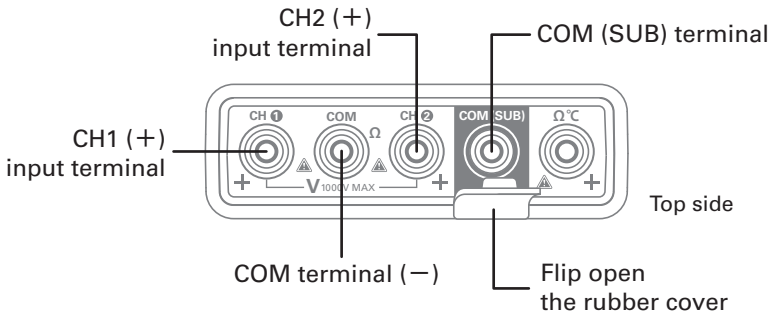 CH2 (+)
input terminal
COM (SUB) terminal
CH ❶
COM
CH ❷
COM (SUB)
Ω℃
Ω
CH1 (+)
input terminal
+
V 1000V MAX
+
+
Top side
COM terminal (−)
Flip open
the rubber cover